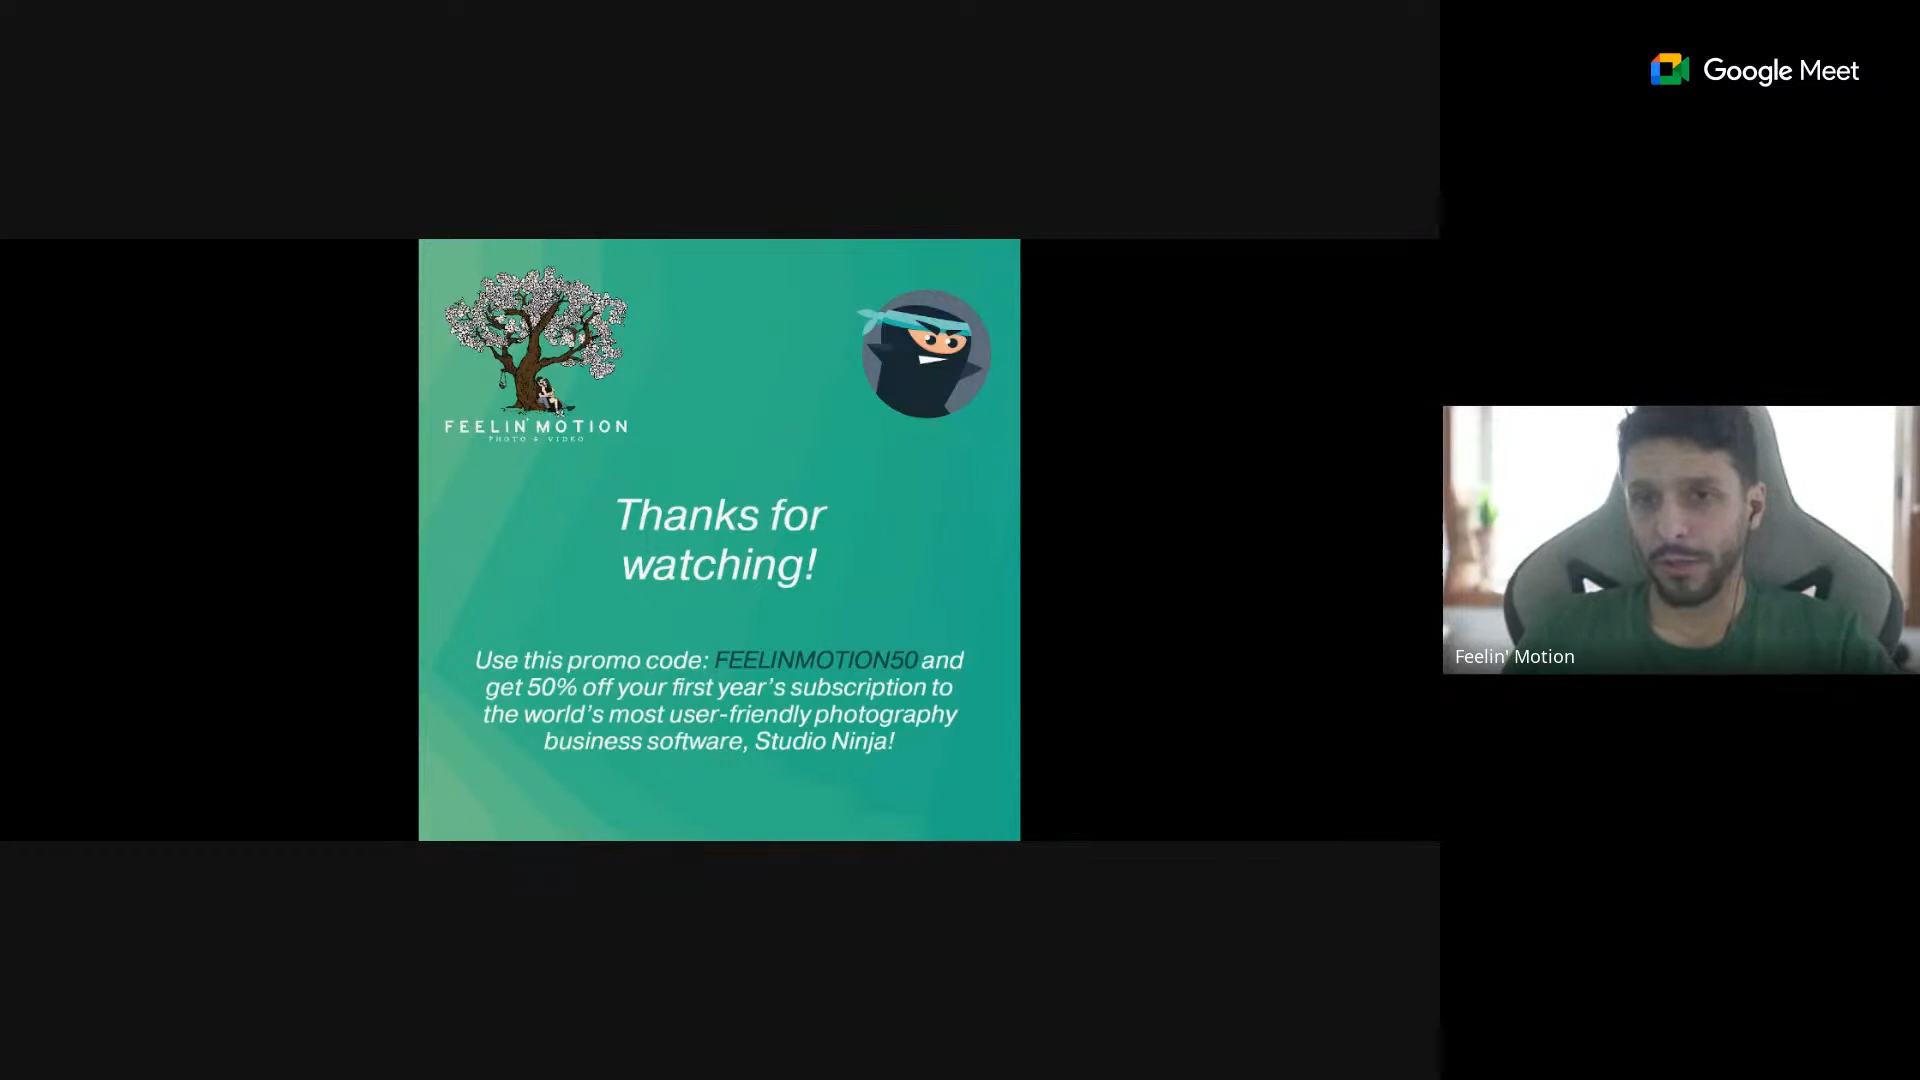 Google Meet
FEELIN' MOTION
PHOTO & VIDEO
Thanks for
watching!
Use this promo code: FEELINMOTION50 and
get 50% off your first year's subscription to
the world's most user-friendly photography
business software, Studio Ninja!
Feelin' Motion